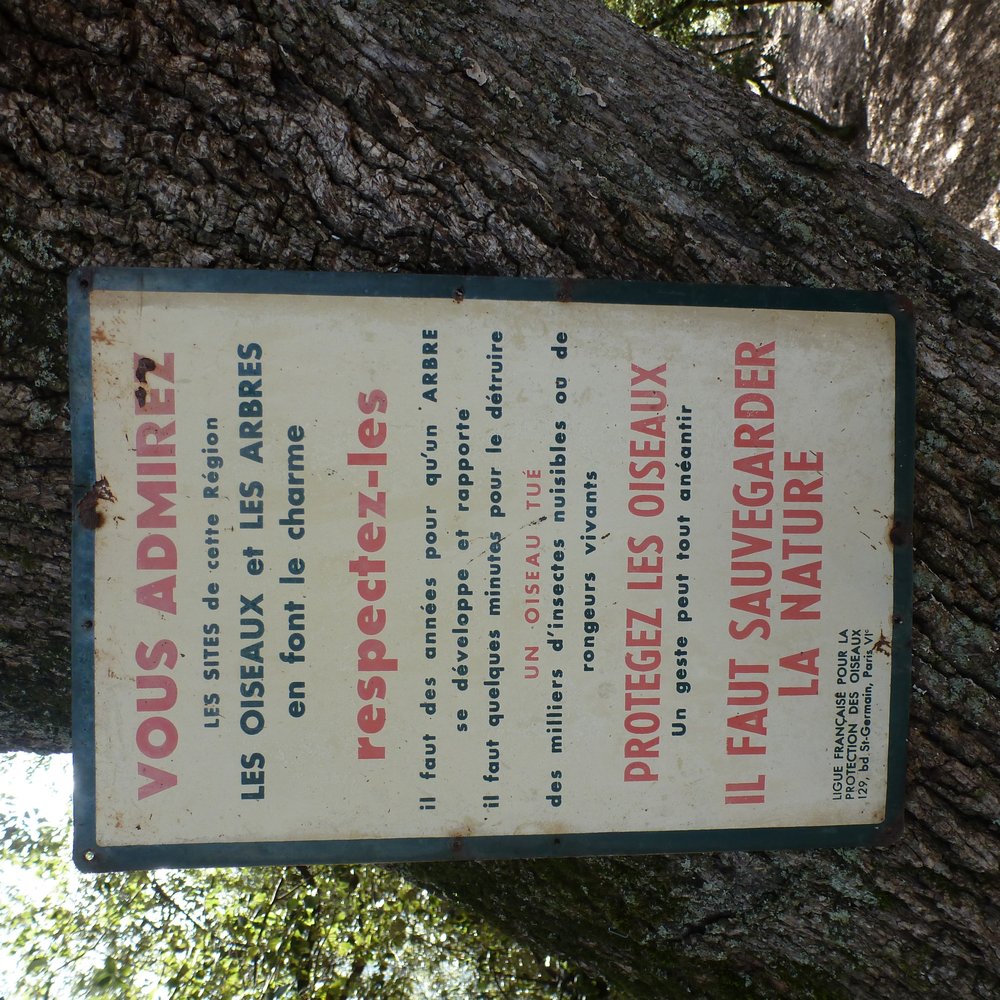 VOUS ADMIREZ
LES SITES de cette Région
LES OISEAUX et LES ARBRES
en font le charme
respectez-les
il faut des années pour qu'un ARBRE
se développe et rapporte
il faut quelques minutes pour le détruire
UN OISEAU TUÉ
des milliers d'insectes nuisibles ou de
rongeurs vivants
PROTEGEZ LES OISEAUX
Un geste peut tout anéantir
IL FAUT SAUVEGARDER
LA NATURE
LIGUE FRANÇAISE POUR LA
PROTECTION DES OISEAUX
129, bd St-Germain, Paris VIe